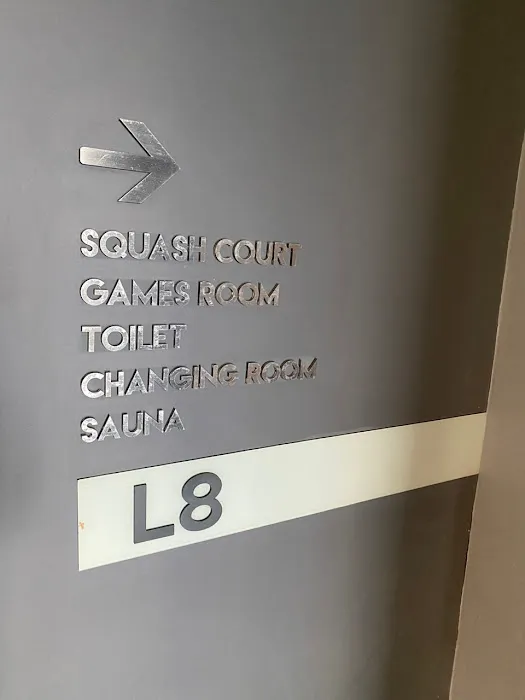 SQUASH COURT
GAMES ROOM
TOILET
CHANGING ROOM
SAUNA
L8